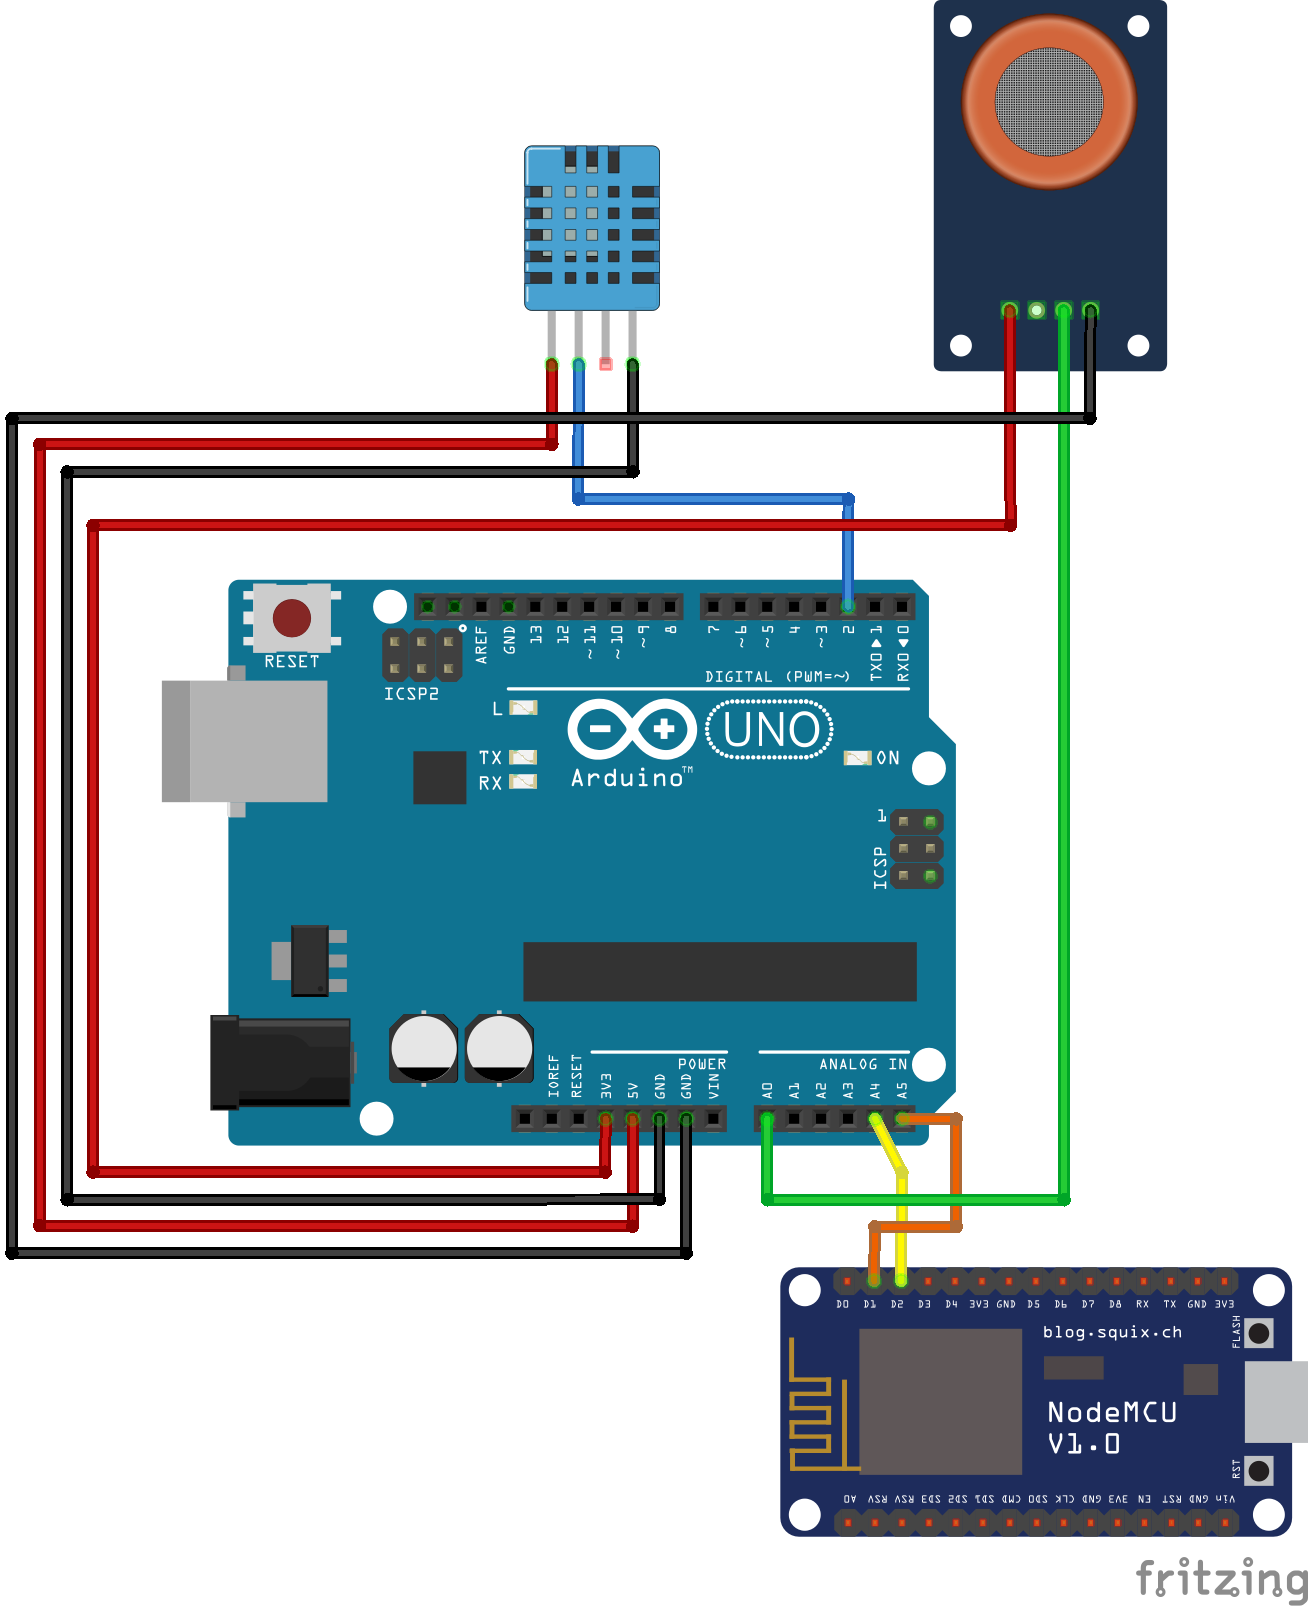 RESET
ICSP2
AREF
GND
13
12
~11
~10
~9
8
7
~6
~5
4
~3
2
TX0▶1
RX0◀0
DIGITAL (PWM=~)
L
TX
RX
UNO
Arduino™
ON
1
ICSP
POWER
ANALOG IN
IOREF
RESET
3V3
5V
GND
GND
VIN
A0
A1
A2
A3
A4
A5
D0 D1 D2 D3 D4 3V3 GND D5 D6 D7 D8 RX TX GND 3V3
blog.squix.ch
FLASH
NodeMCU
V1.0
RST
A0 RSV RSV SD3 SD2 SD1 CMD SD0 CLK GND 3V3 EN RST GND Vin
fritzing